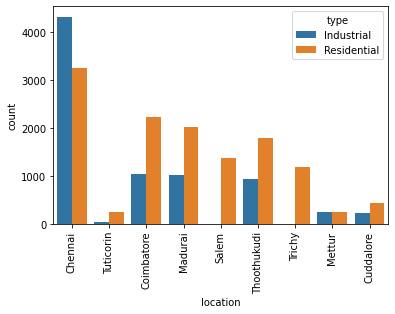 type
Industrial
Residential
count
4000
3000
2000
1000
0
Chennai
Tuticorin
Coimbatore
Madurai
Salem
Thoothukudi
Trichy
Mettur
Cuddalore
location